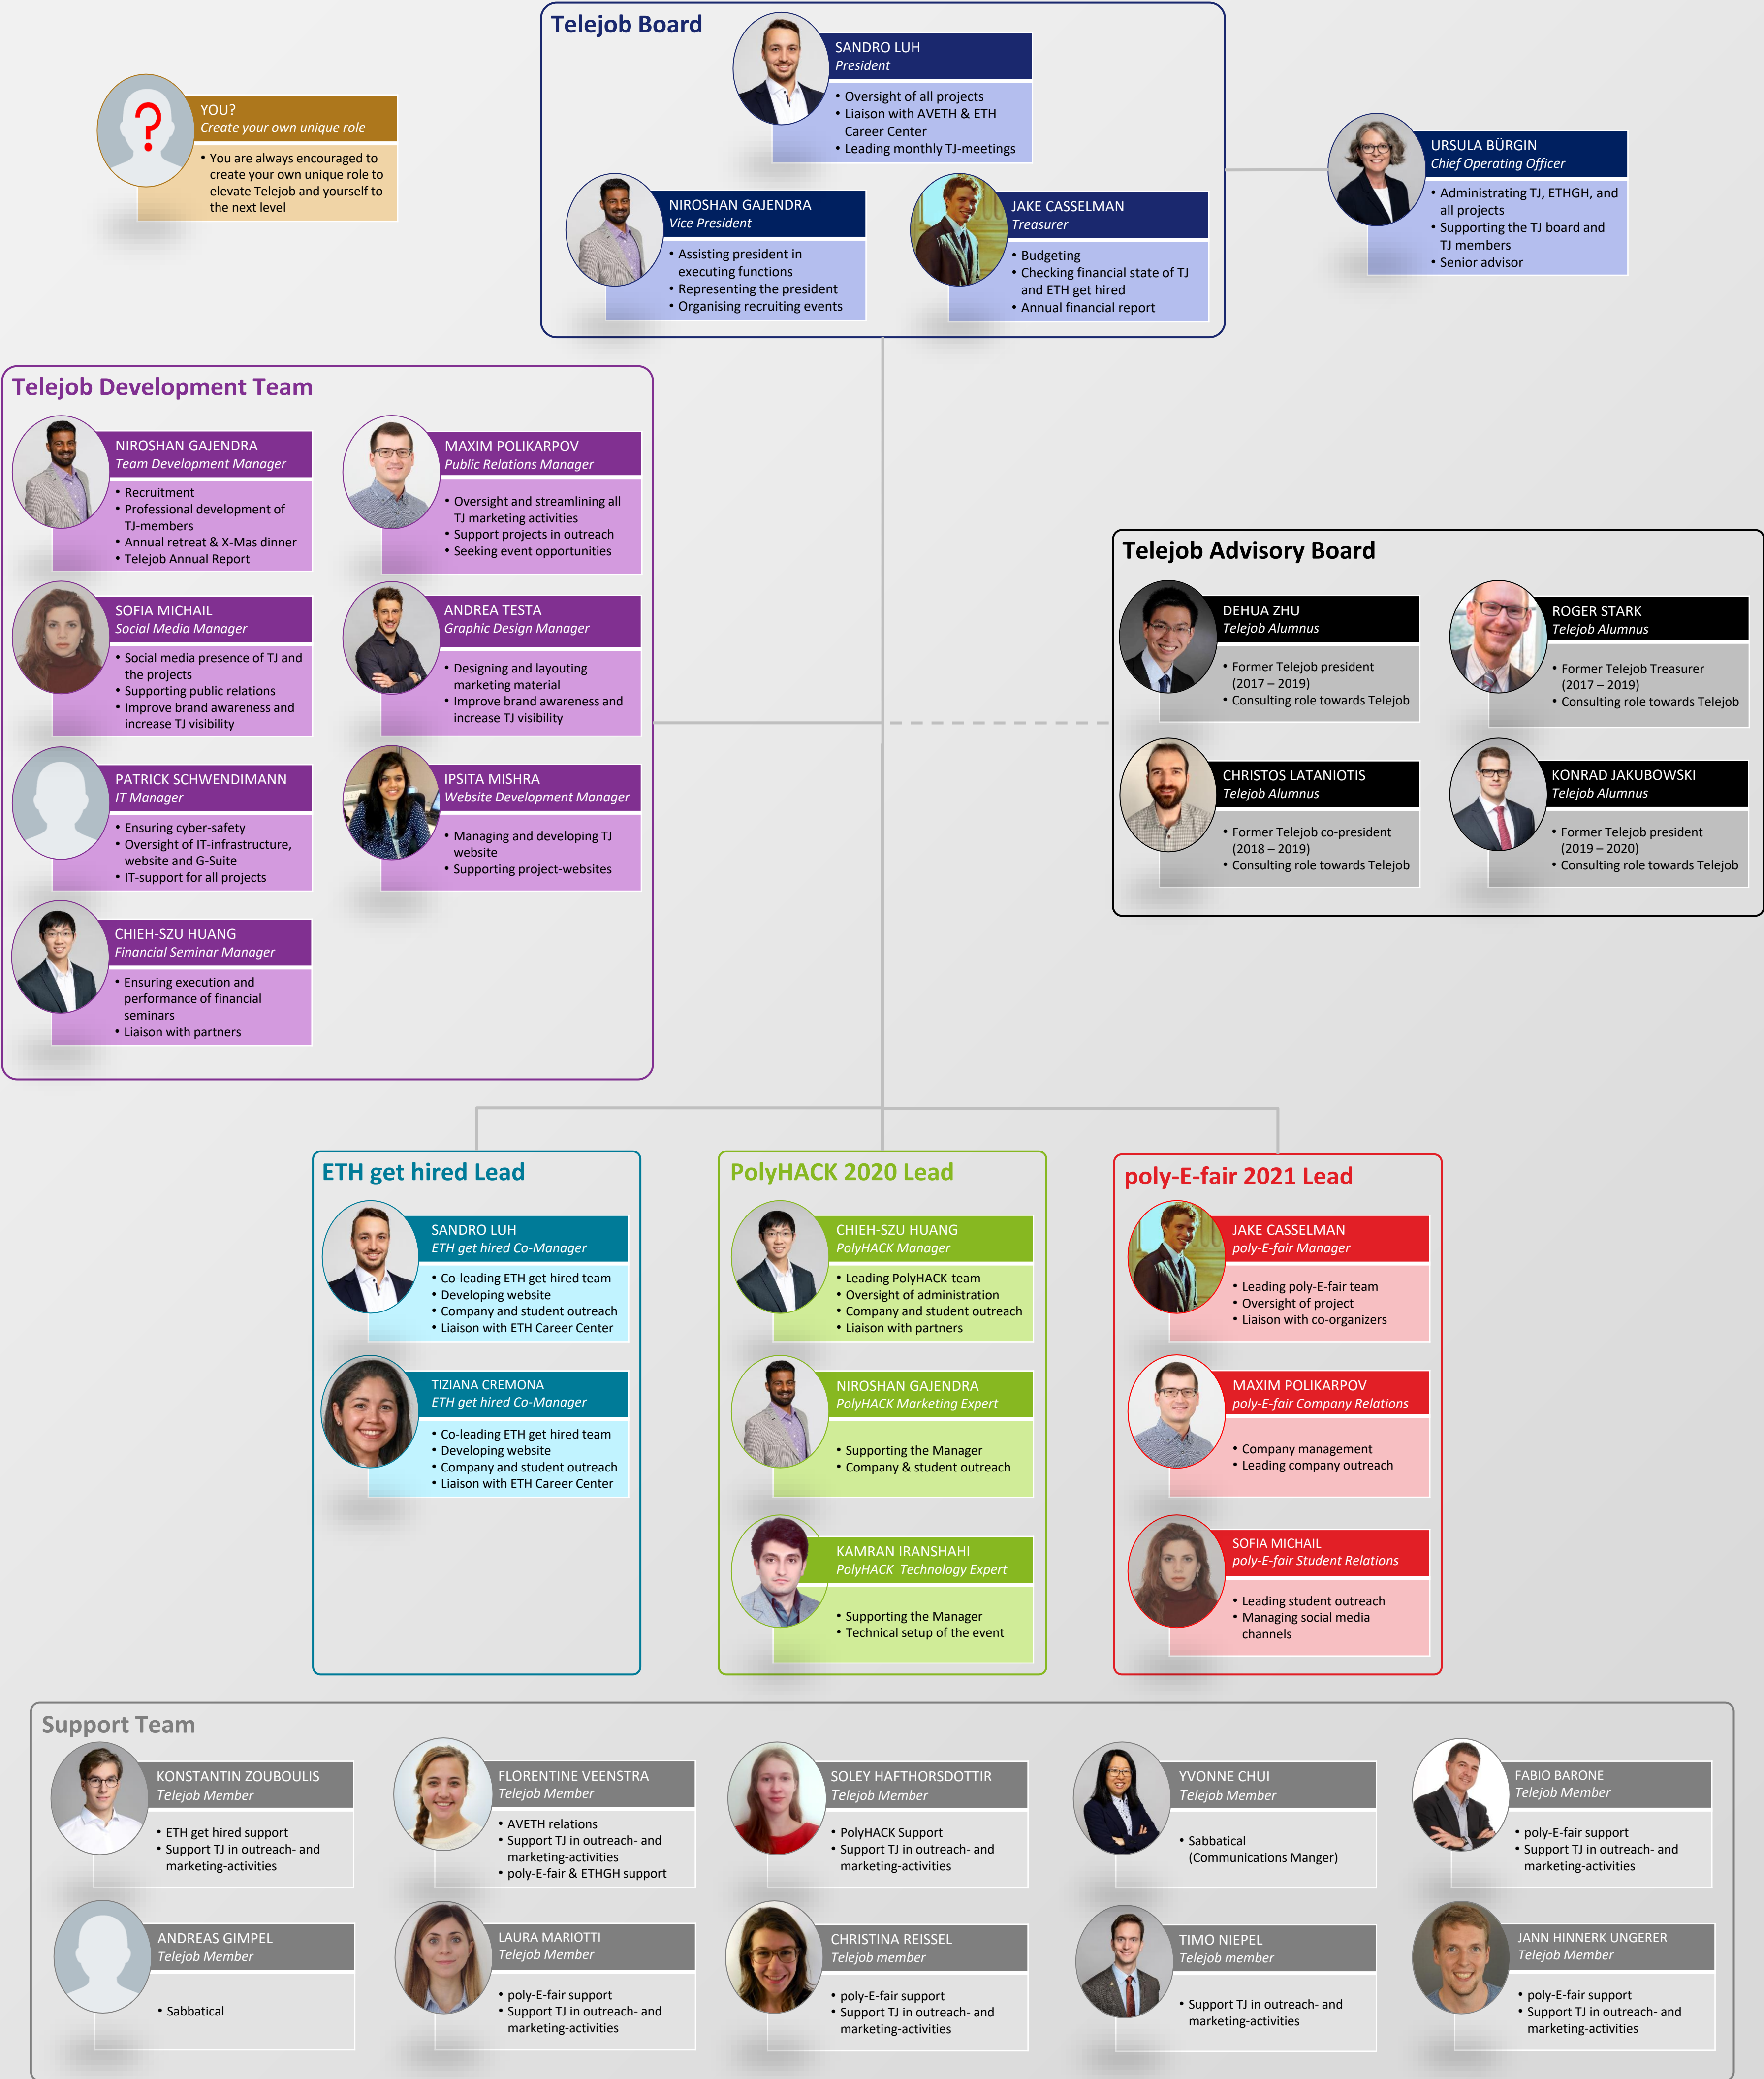 Telejob Board
SANDRO LUH
President
• Oversight of all projects
• Liaison with AVETH & ETH
Career Center
• Leading monthly TJ-meetings
YOU?
Create your own unique role
• You are always encouraged to
create your own unique role to
elevate Telejob and yourself to
the next level
?
URSULA BÜRGIN
Chief Operating Officer
• Administrating TJ, ETHGH, and
all projects
• Supporting the TJ board and
TJ members
• Senior advisor
NIROSHAN GAJENDRA
Vice President
• Assisting president in
executing functions
• Representing the president
• Organising recruiting events
JAKE CASSELMAN
Treasurer
• Budgeting
• Checking financial state of TJ
and ETH get hired
• Annual financial report
Telejob Development Team
NIROSHAN GAJENDRA
Team Development Manager
• Recruitment
• Professional development of
TJ-members
• Annual retreat & X-Mas dinner
• Telejob Annual Report
MAXIM POLIKARPOV
Public Relations Manager
• Oversight and streamlining all
TJ marketing activities
• Support projects in outreach
• Seeking event opportunities
SOFIA MICHAIL
Social Media Manager
• Social media presence of TJ and
the projects
• Supporting public relations
• Improve brand awareness and
increase TJ visibility
ANDREA TESTA
Graphic Design Manager
• Designing and layouting
marketing material
• Improve brand awareness and
increase TJ visibility
PATRICK SCHWENDIMANN
IT Manager
• Ensuring cyber-safety
• Oversight of IT-infrastructure,
website and G-Suite
• IT-support for all projects
IPSITA MISHRA
Website Development Manager
• Managing and developing TJ
website
• Supporting project-websites
CHIEH-SZU HUANG
Financial Seminar Manager
• Ensuring execution and
performance of financial
seminars
• Liaison with partners
Telejob Advisory Board
DEHUA ZHU
Telejob Alumnus
• Former Telejob president
(2017 – 2019)
• Consulting role towards Telejob
ROGER STARK
Telejob Alumnus
• Former Telejob Treasurer
(2017 – 2019)
• Consulting role towards Telejob
CHRISTOS LATANIOTIS
Telejob Alumnus
• Former Telejob co-president
(2018 – 2019)
• Consulting role towards Telejob
KONRAD JAKUBOWSKI
Telejob Alumnus
• Former Telejob president
(2019 – 2020)
• Consulting role towards Telejob
ETH get hired Lead
SANDRO LUH
ETH get hired Co-Manager
• Co-leading ETH get hired team
• Developing website
• Company and student outreach
• Liaison with ETH Career Center
TIZIANA CREMONA
ETH get hired Co-Manager
• Co-leading ETH get hired team
• Developing website
• Company and student outreach
• Liaison with ETH Career Center
PolyHACK 2020 Lead
CHIEH-SZU HUANG
PolyHACK Manager
• Leading PolyHACK-team
• Oversight of administration
• Company and student outreach
• Liaison with partners
NIROSHAN GAJENDRA
PolyHACK Marketing Expert
• Supporting the Manager
• Company & student outreach
KAMRAN IRANSHAHI
PolyHACK Technology Expert
• Supporting the Manager
• Technical setup of the event
poly-E-fair 2021 Lead
JAKE CASSELMAN
poly-E-fair Manager
• Leading poly-E-fair team
• Oversight of project
• Liaison with co-organizers
MAXIM POLIKARPOV
poly-E-fair Company Relations
• Company management
• Leading company outreach
SOFIA MICHAIL
poly-E-fair Student Relations
• Leading student outreach
• Managing social media
channels
Support Team
KONSTANTIN ZOUBOULIS
Telejob Member
• ETH get hired support
• Support TJ in outreach- and
marketing-activities
FLORENTINE VEENSTRA
Telejob Member
• AVETH relations
• Support TJ in outreach- and
marketing-activities
• poly-E-fair & ETHGH support
SOLEY HAFTHORSDOTTIR
Telejob Member
• PolyHACK Support
• Support TJ in outreach- and
marketing-activities
YVONNE CHUI
Telejob Member
• Sabbatical
(Communications Manger)
FABIO BARONE
Telejob Member
• poly-E-fair support
• Support TJ in outreach- and
marketing-activities
ANDREAS GIMPEL
Telejob Member
• Sabbatical
LAURA MARIOTTI
Telejob Member
• poly-E-fair support
• Support TJ in outreach- and
marketing-activities
CHRISTINA REISSEL
Telejob member
• poly-E-fair support
• Support TJ in outreach- and
marketing-activities
TIMO NIEPEL
Telejob member
• Support TJ in outreach- and
marketing-activities
JANN HINNERK UNGERER
Telejob Member
• poly-E-fair support
• Support TJ in outreach- and
marketing-activities